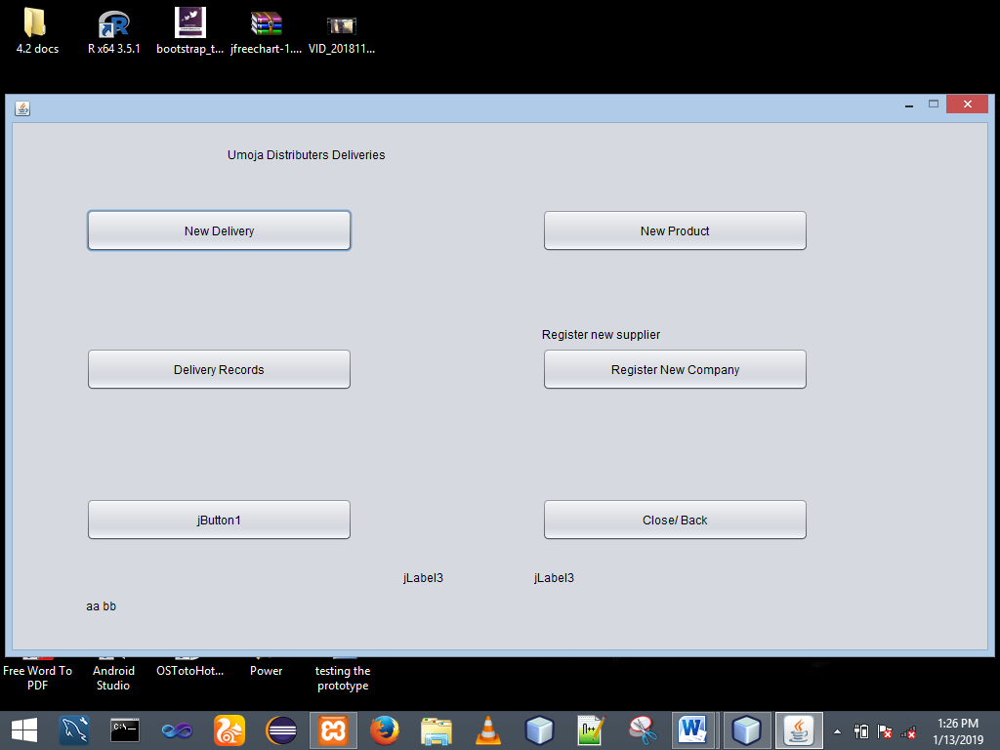 4.2 docs
R x64 3.5.1
bootstrap_t...
jfreechart-1....
VID_201811...
Umoja Distributers Deliveries
New Delivery
New Product
Register new supplier
Delivery Records
Register New Company
jButton1
Close/ Back
jLabel3
jLabel3
aa bb
Free Word To
PDF
Android
Studio
OSTotoHot...
Power
testing the
prototype
C:\_
1:26 PM
1/13/2019